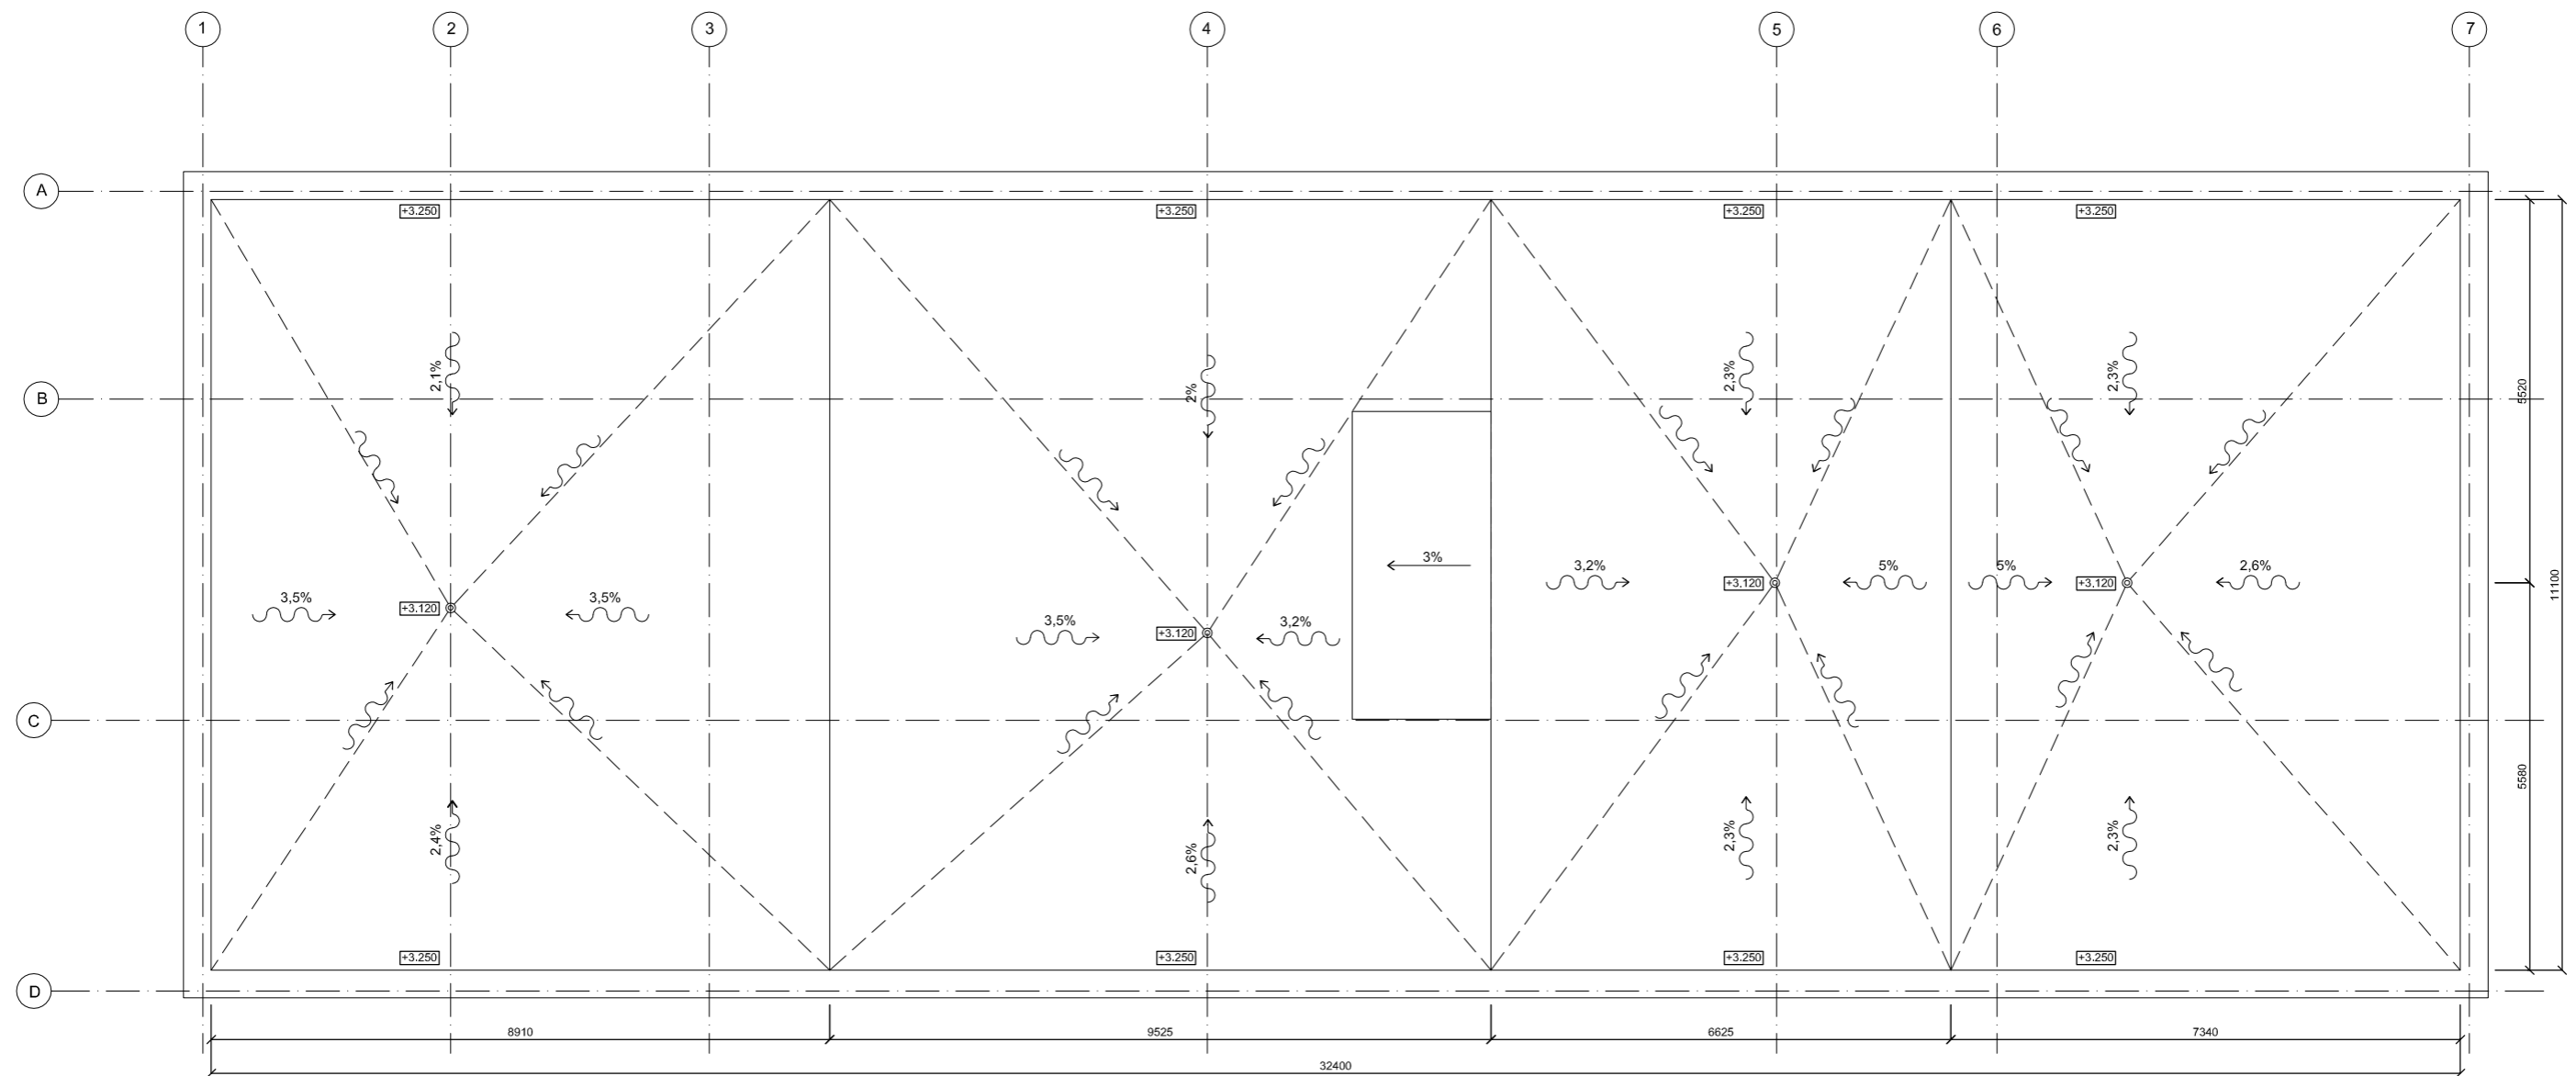 1 2 3 4 5 6 7
A
+3.250 +3.250 +3.250 +3.250
2,1% 2% 2,3% 2,3%
B
5520
3% 3,2% 5% 5% 2,6%
+3.120 +3.120 +3.120 +3.120
11100
3,5% 3,5% 3,5% 3,2%
C
5580
2,4% 2,6% 2,3% 2,3%
+3.250 +3.250 +3.250 +3.250
D
8910 9525 6625 7340
32400